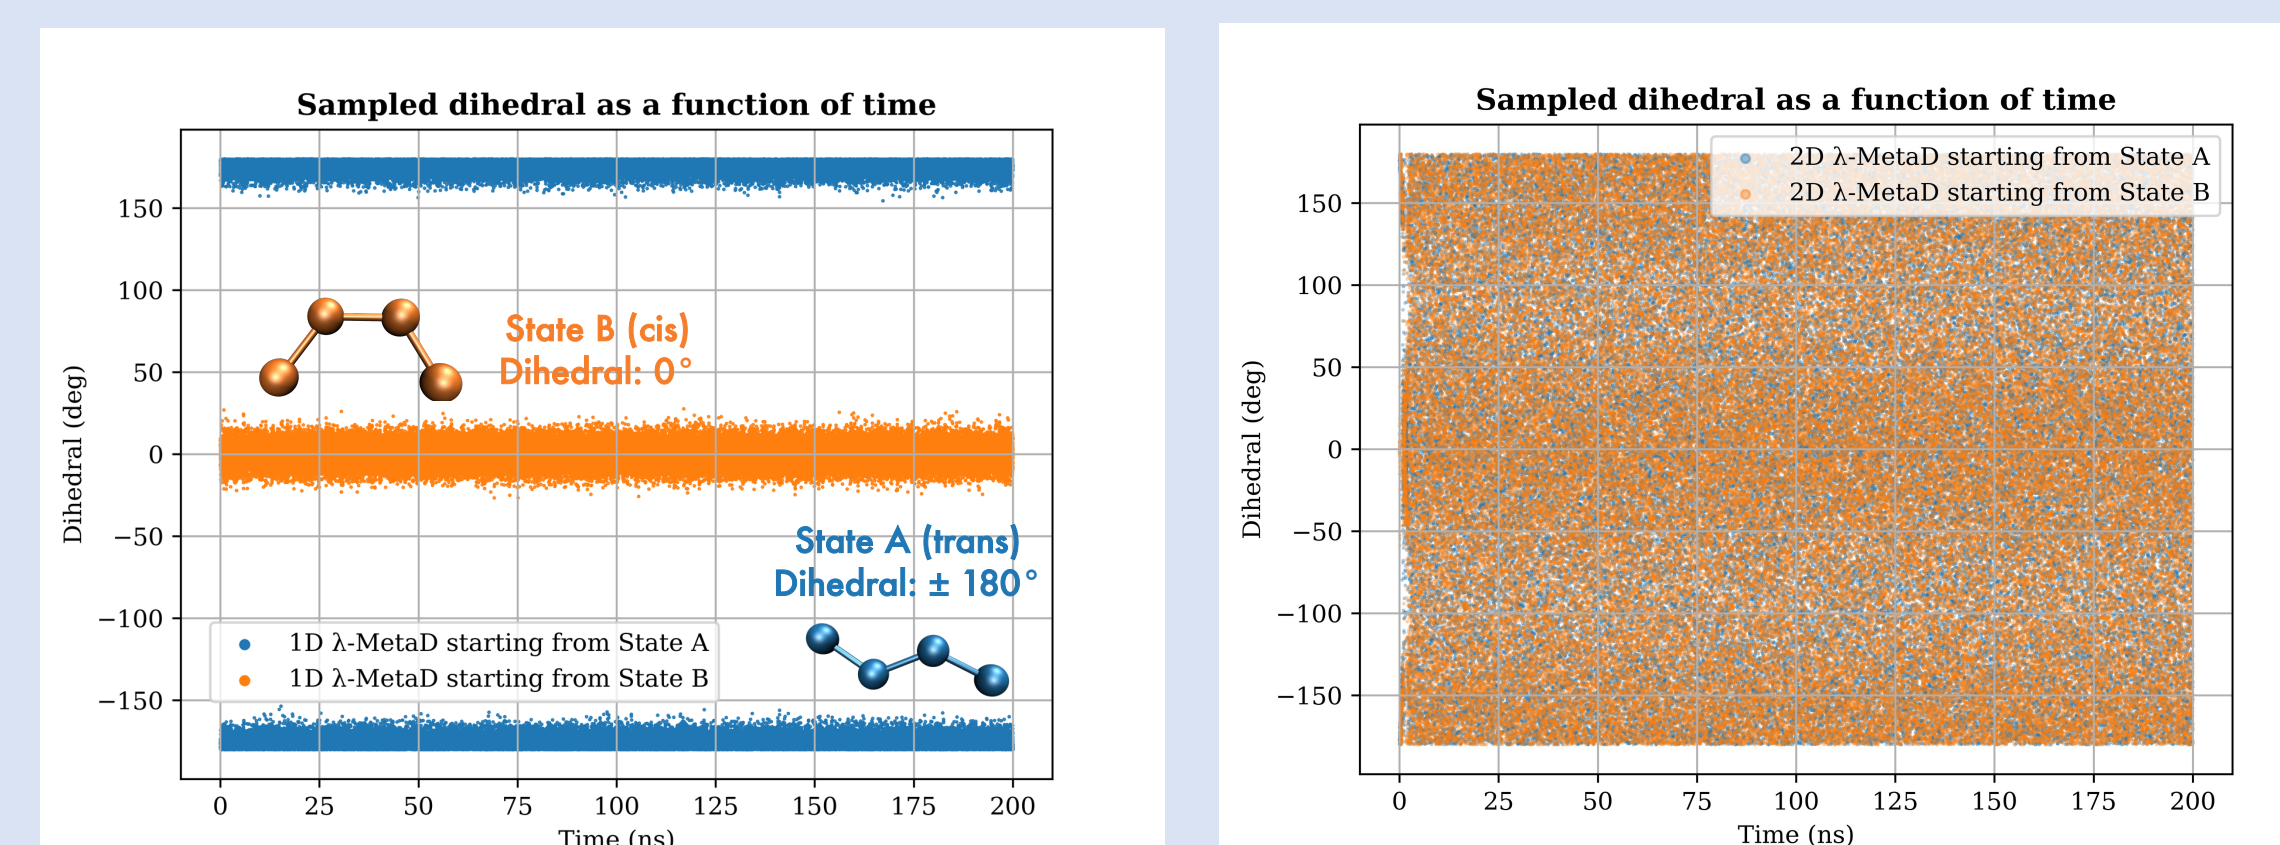 Sampled dihedral as a function of time
Dihedral (deg)
150
100
50
0
−50
−100
−150
State B (cis)
Dihedral: 0°
State A (trans)
Dihedral: ± 180°
1D λ-MetaD starting from State A
1D λ-MetaD starting from State B
0 25 50 75 100 125 150 175 200
Time (ns)
Sampled dihedral as a function of time
Dihedral (deg)
150
100
50
0
−50
−100
−150
2D λ-MetaD starting from State A
2D λ-MetaD starting from State B
0 25 50 75 100 125 150 175 200
Time (ns)